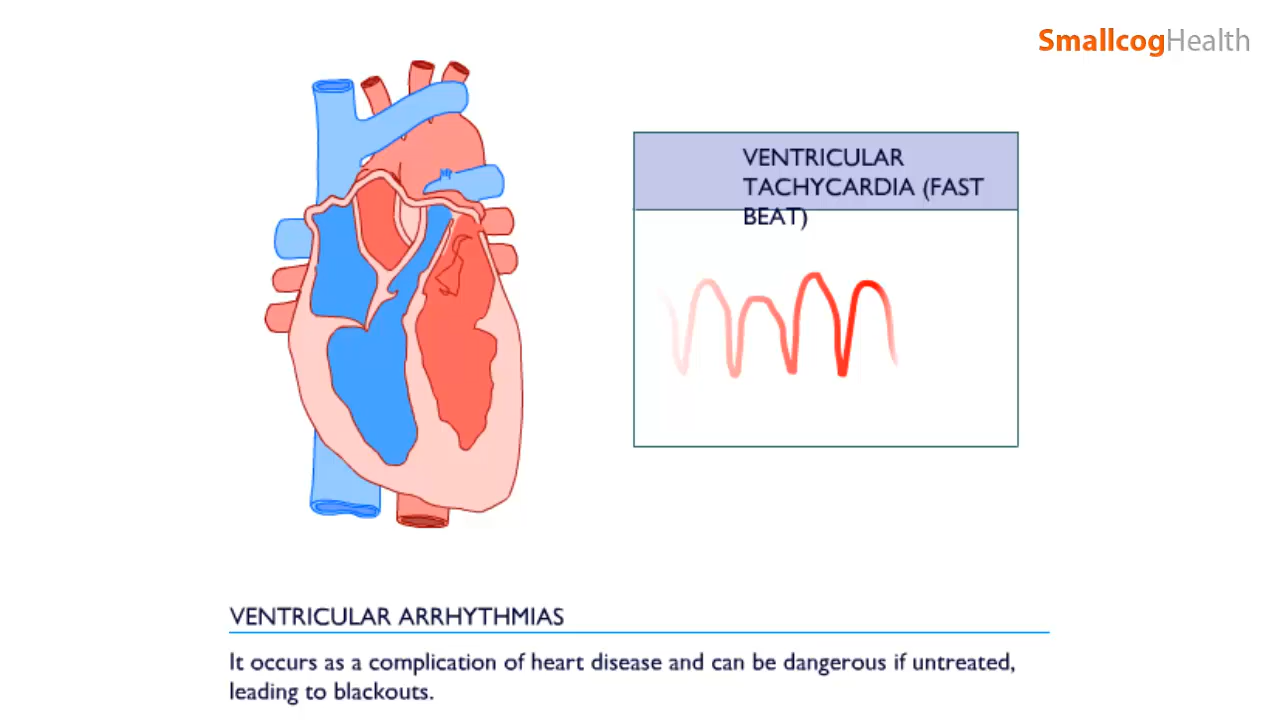 SmallcogHealth
VENTRICULAR
TACHYCARDIA (FAST
BEAT)
VENTRICULAR ARRHYTHMIAS
It occurs as a complication of heart disease and can be dangerous if untreated,
leading to blackouts.